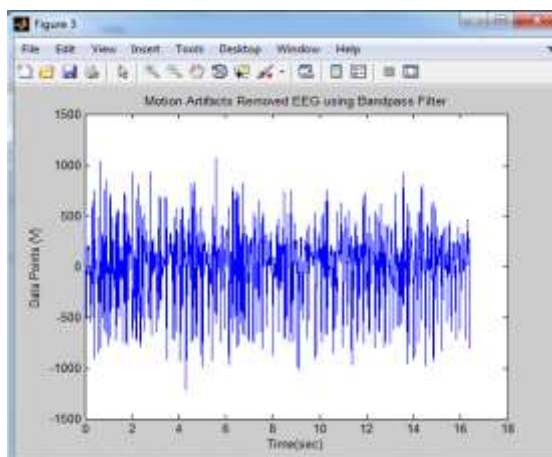 Figure 3
File Edit View Insert Tools Desktop Window Help
Motion Artifacts Removed EEG using Bandpass Filter
1500
1000
500
0
-500
-1000
-1500
Data Points (V)
0 2 4 6 8 10 12 14 16 18
Time(sec)